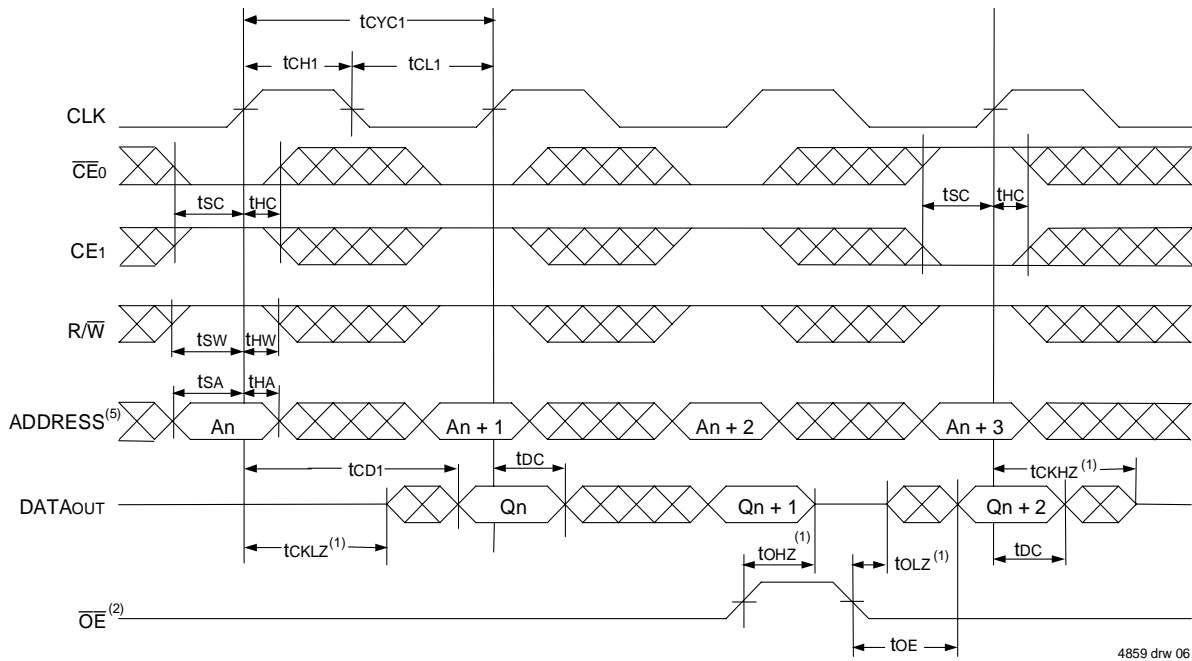 tCYC1
tCH1 tCL1
CLK
CE0
tSC tHC tSC tHC
CE1
R/W
tSW tHW
tSA tHA
ADDRESS(5) An An + 1 An + 2 An + 3
tCD1 tDC tCKHZ(1)
DATAOUT Qn Qn + 1 Qn + 2
tCKLZ(1) tOHZ(1) tOLZ(1) tDC
OE(2)
tOE
4859 drw 06